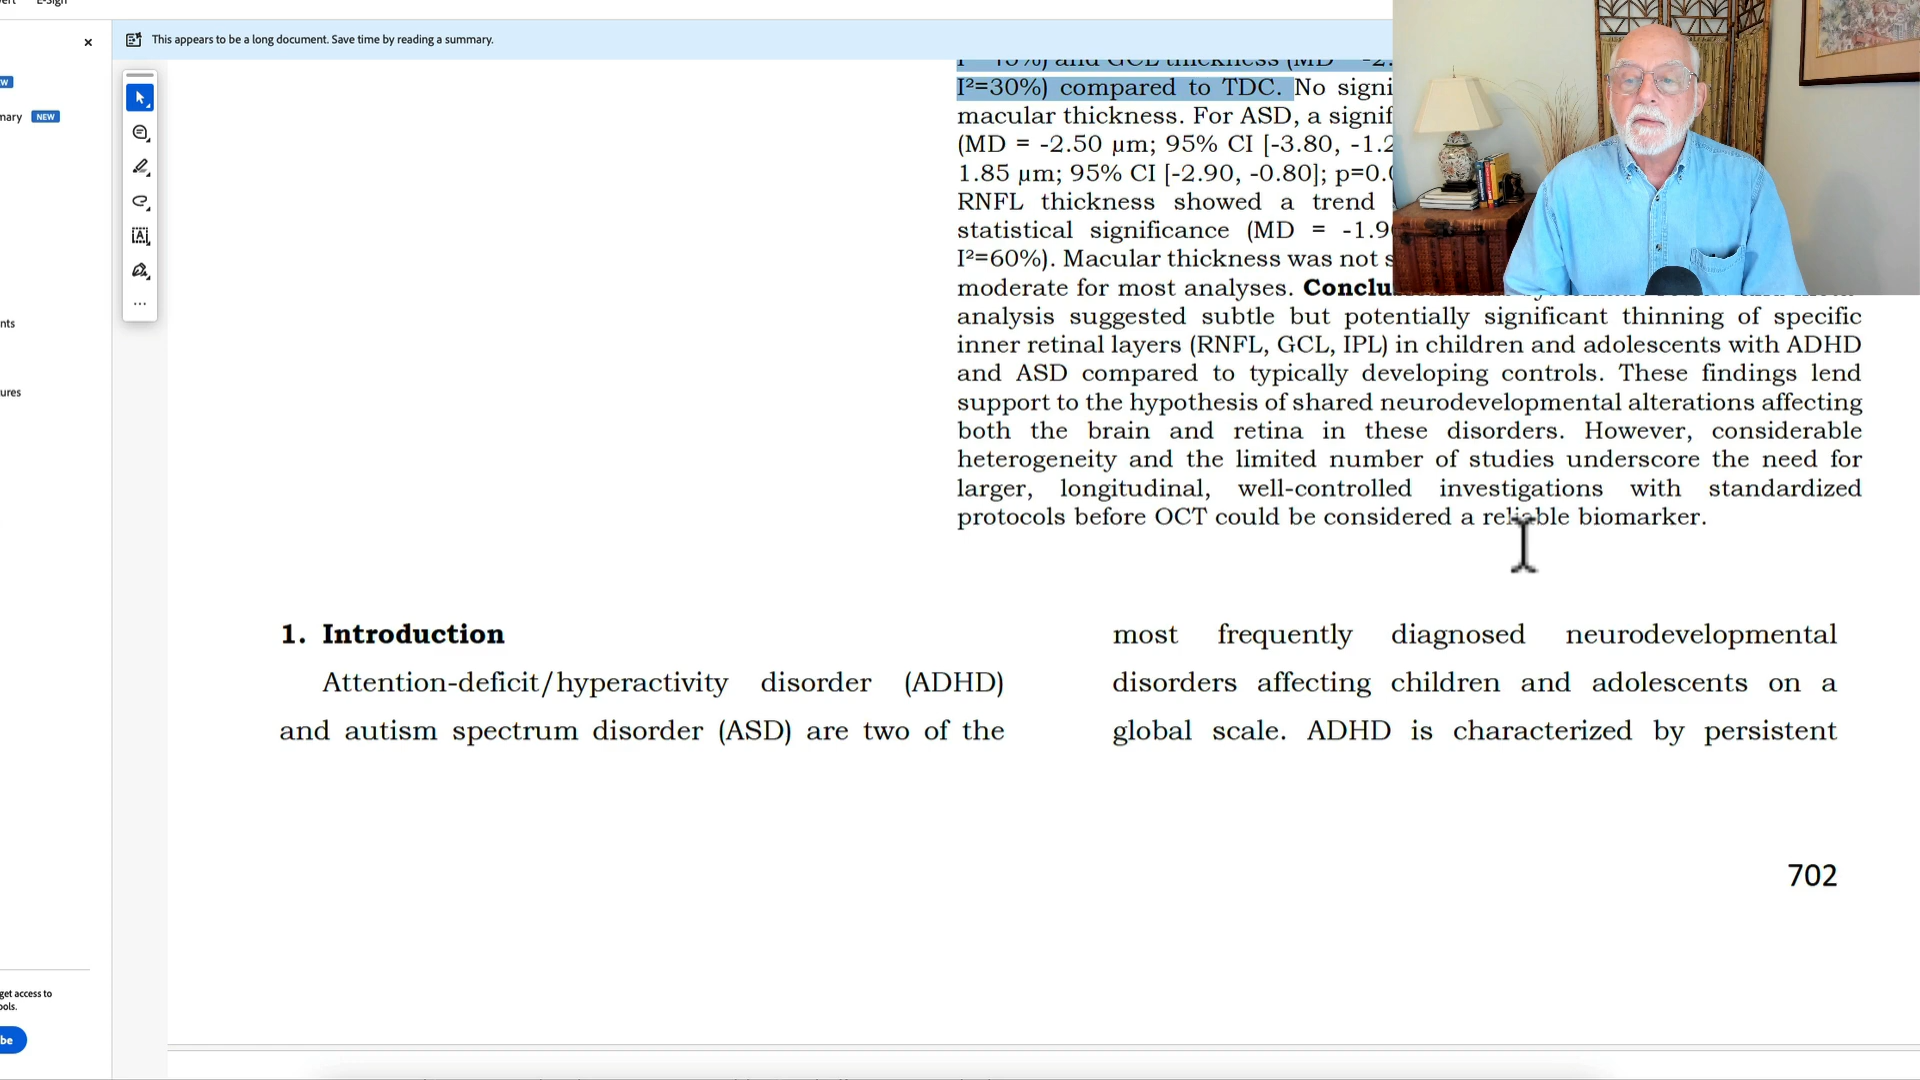 E-Sign
This appears to be a long document. Save time by reading a summary.
NEW
I²=30%) compared to TDC. No signi
macular thickness. For ASD, a signif
(MD = -2.50 µm; 95% CI [-3.80, -1.2
1.85 µm; 95% CI [-2.90, -0.80]; p=0.0
RNFL thickness showed a trend
statistical significance (MD = -1.9
I²=60%). Macular thickness was not s
moderate for most analyses. Conclu
analysis suggested subtle but potentially significant thinning of specific
inner retinal layers (RNFL, GCL, IPL) in children and adolescents with ADHD
and ASD compared to typically developing controls. These findings lend
support to the hypothesis of shared neurodevelopmental alterations affecting
both the brain and retina in these disorders. However, considerable
heterogeneity and the limited number of studies underscore the need for
larger, longitudinal, well-controlled investigations with standardized
protocols before OCT could be considered a reliable biomarker.
1. Introduction
Attention-deficit/hyperactivity disorder (ADHD)
and autism spectrum disorder (ASD) are two of the
most frequently diagnosed neurodevelopmental
disorders affecting children and adolescents on a
global scale. ADHD is characterized by persistent
702
nts
ures
get access to
ools.
be